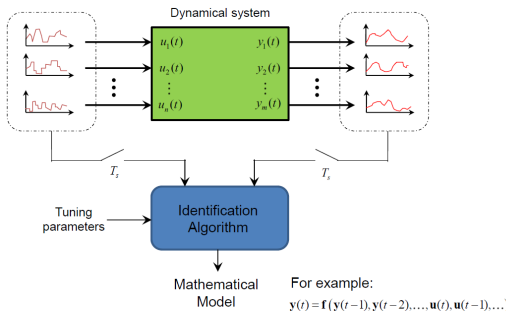 Dynamical system
u₁(t) y₁(t)
u₂(t) y₂(t)
⋮ ⋮
uₙ(t) yₘ(t)
Tₛ Tₛ
Tuning
parameters
Identification
Algorithm
Mathematical
Model
For example:
y(t) = f (y(t−1), y(t−2),…, u(t), u(t−1),…